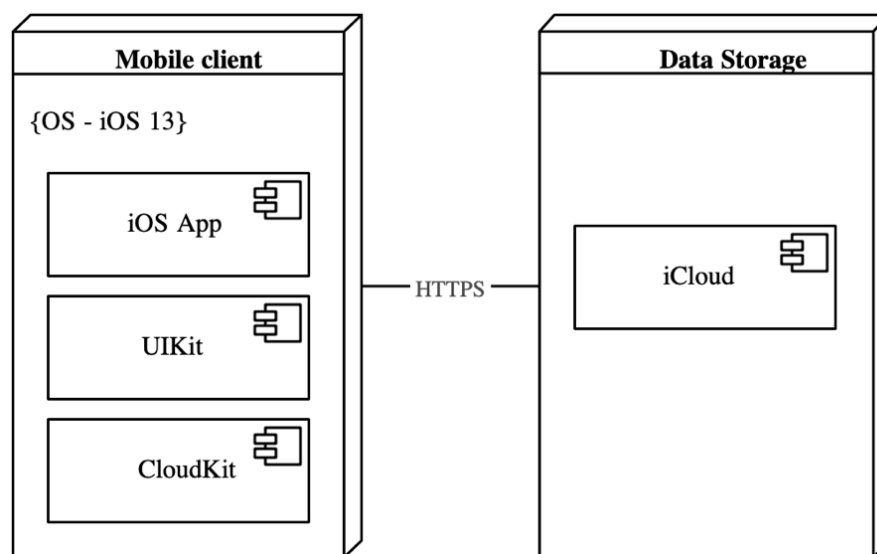 Mobile client
{OS - iOS 13}
iOS App
UIKit
CloudKit
HTTPS
Data Storage
iCloud